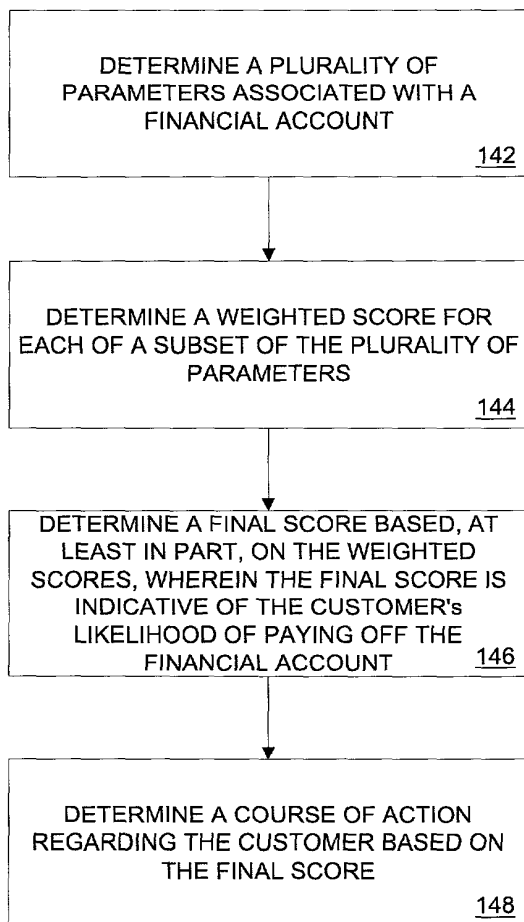 DETERMINE A PLURALITY OF
PARAMETERS ASSOCIATED WITH A
FINANCIAL ACCOUNT
142
DETERMINE A WEIGHTED SCORE FOR
EACH OF A SUBSET OF THE PLURALITY OF
PARAMETERS
144
DETERMINE A FINAL SCORE BASED, AT
LEAST IN PART, ON THE WEIGHTED
SCORES, WHEREIN THE FINAL SCORE IS
INDICATIVE OF THE CUSTOMER's
LIKELIHOOD OF PAYING OFF THE
FINANCIAL ACCOUNT
146
DETERMINE A COURSE OF ACTION
REGARDING THE CUSTOMER BASED ON
THE FINAL SCORE
148